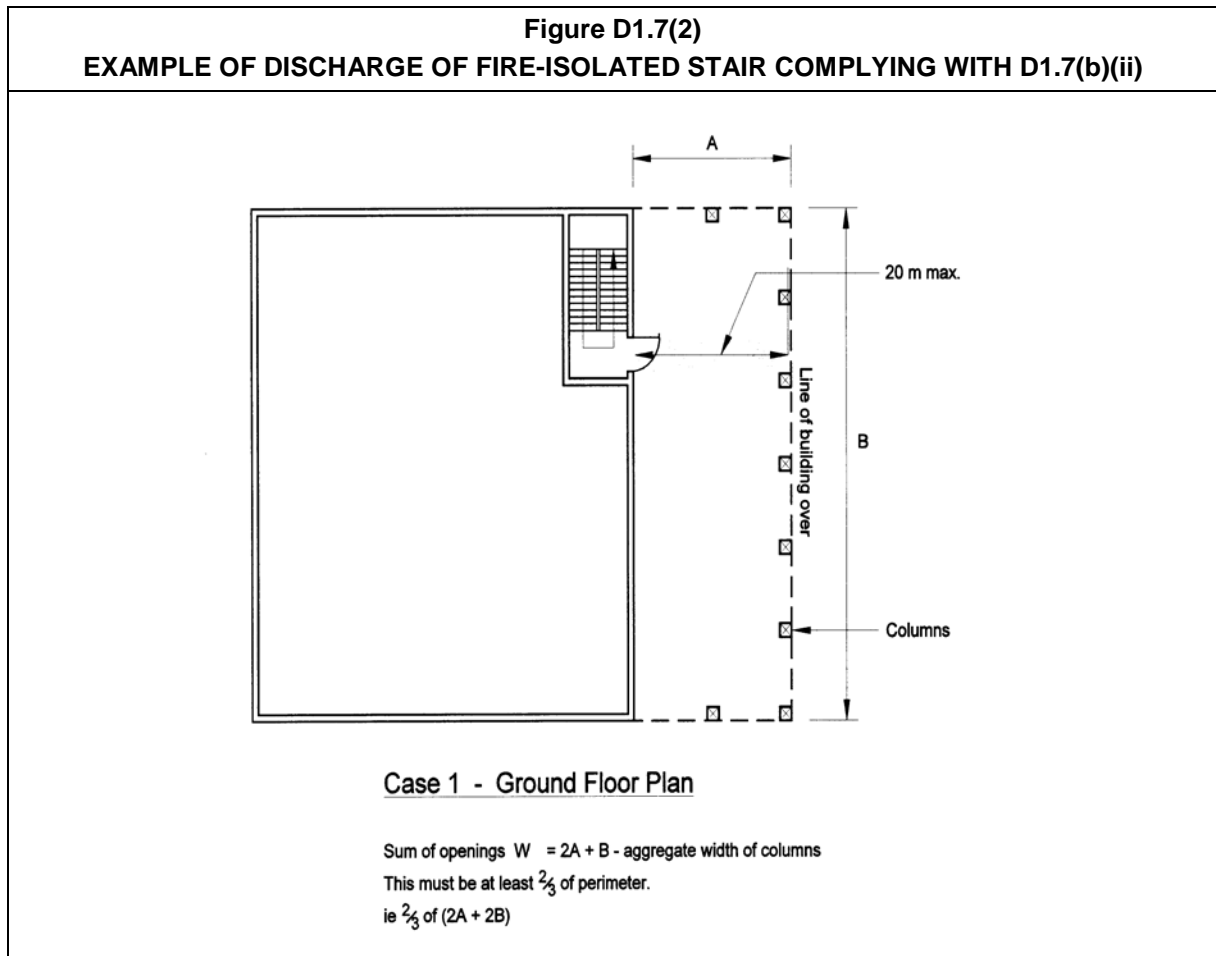 Figure D1.7(2)
EXAMPLE OF DISCHARGE OF FIRE-ISOLATED STAIR COMPLYING WITH D1.7(b)(ii)
A
20 m max.
Line of building over
B
Columns
Case 1 - Ground Floor Plan
Sum of openings W = 2A + B - aggregate width of columns
This must be at least 2/3 of perimeter.
ie 2/3 of (2A + 2B)